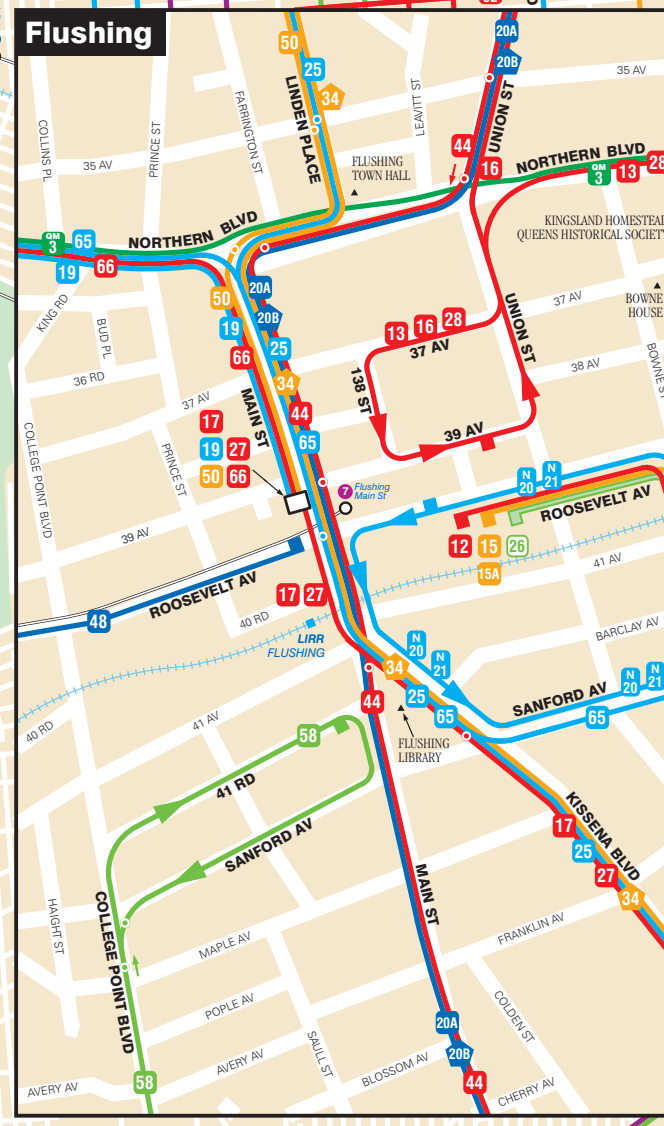 Flushing
50
20A
25
20B
34
35 AV
COLLINS PL
PRINCE ST
FARRINGTON ST
LINDEN PLACE
LEAVITT ST
UNION ST
35 AV
FLUSHING
TOWN HALL
44
16
NORTHERN BLVD
QM
3
13
28
KINGSLAND HOMESTEAD
QUEENS HISTORICAL SOCIETY
QM
3
65
NORTHERN BLVD
19
66
50
20A
KING RD
BUD PL
19
20B
66
25
37 AV
BOWNE
HOUSE
UNION ST
13
16
28
37 AV
36 RD
37 AV
34
138 ST
38 AV
BOWNE ST
MAIN ST
44
17
19
27
65
50
66
39 AV
COLLEGE POINT BLVD
PRINCE ST
7
Flushing
Main St
N
20
N
21
ROOSEVELT AV
12
15
26
15A
39 AV
41 AV
ROOSEVELT AV
48
17
27
40 RD
LIRR
FLUSHING
BARCLAY AV
N
20
N
21
34
25
65
44
SANFORD AV
N
20
N
21
65
40 RD
41 AV
58
FLUSHING
LIBRARY
41 RD
SANFORD AV
KISSENA BLVD
17
25
27
34
MAIN ST
HAIGHT ST
COLLEGE POINT BLVD
MAPLE AV
FRANKLIN AV
POPLE AV
COLDEN ST
SAULL ST
AVERY AV
BLOSSOM AV
20A
20B
44
58
AVERY AV
CHERRY AV